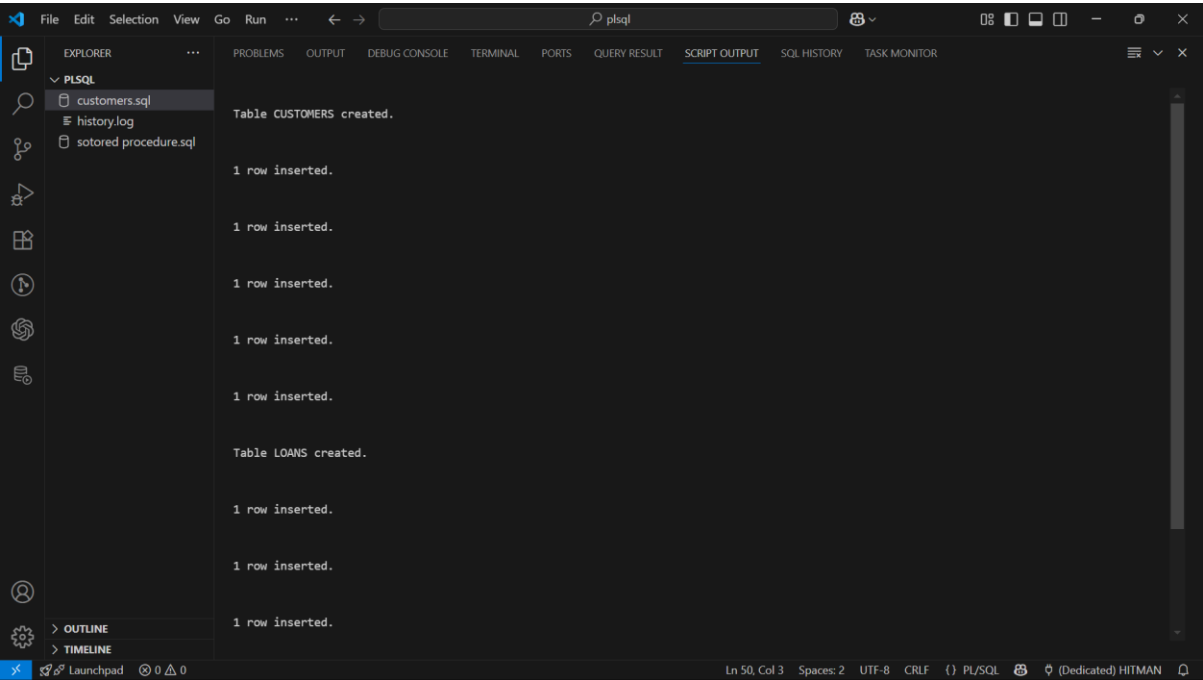 File Edit Selection View Go Run ··· plsql
EXPLORER ···
PROBLEMS OUTPUT DEBUG CONSOLE TERMINAL PORTS QUERY RESULT SCRIPT OUTPUT SQL HISTORY TASK MONITOR
PLSQL
customers.sql
history.log
sotored procedure.sql
Table CUSTOMERS created.
1 row inserted.
1 row inserted.
1 row inserted.
1 row inserted.
1 row inserted.
Table LOANS created.
1 row inserted.
1 row inserted.
1 row inserted.
OUTLINE
TIMELINE
Launchpad 0 0 Ln 50, Col 3 Spaces: 2 UTF-8 CRLF {} PL/SQL (Dedicated) HITMAN